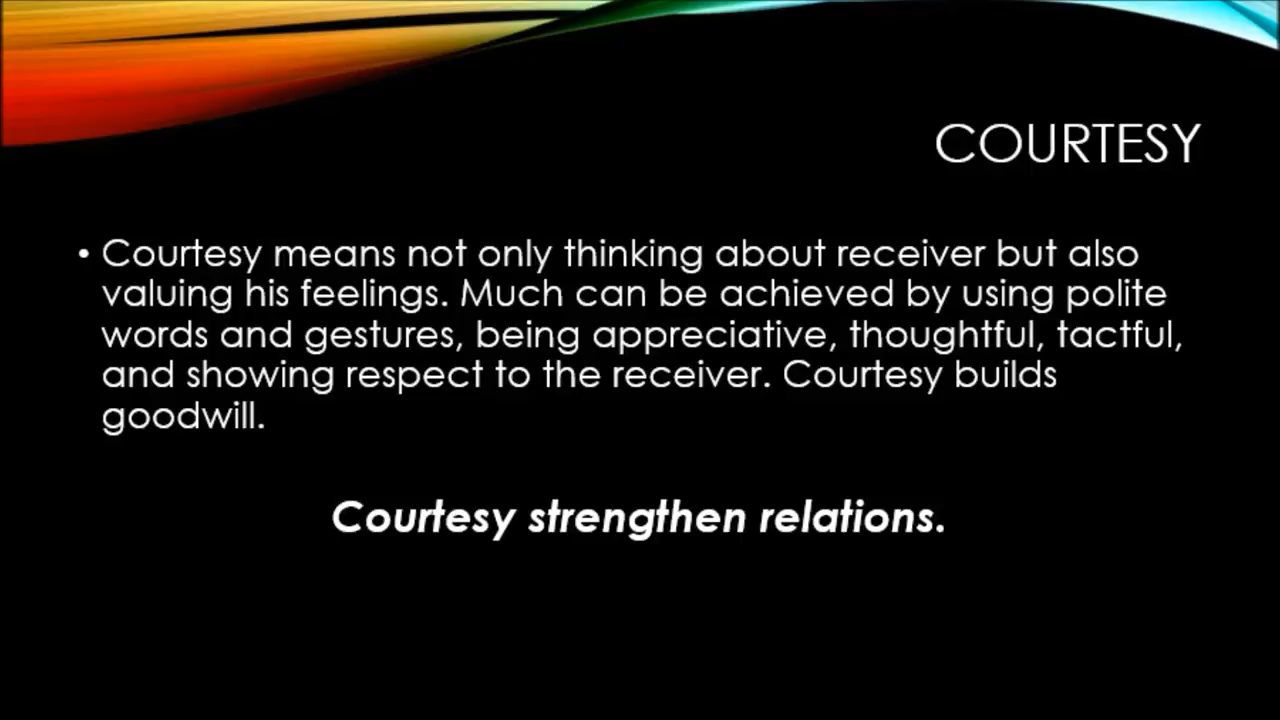 COURTESY
• Courtesy means not only thinking about receiver but also
valuing his feelings. Much can be achieved by using polite
words and gestures, being appreciative, thoughtful, tactful,
and showing respect to the receiver. Courtesy builds
goodwill.
Courtesy strengthen relations.